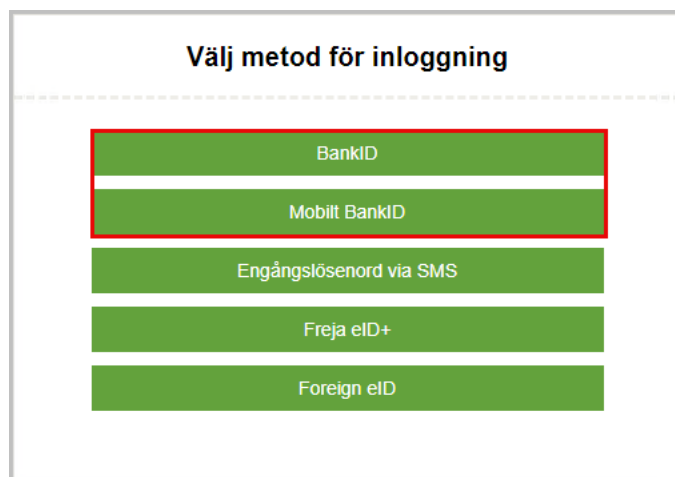 Välj metod för inloggning
BankID
Mobilt BankID
Engångslösenord via SMS
Freja eID+
Foreign eID